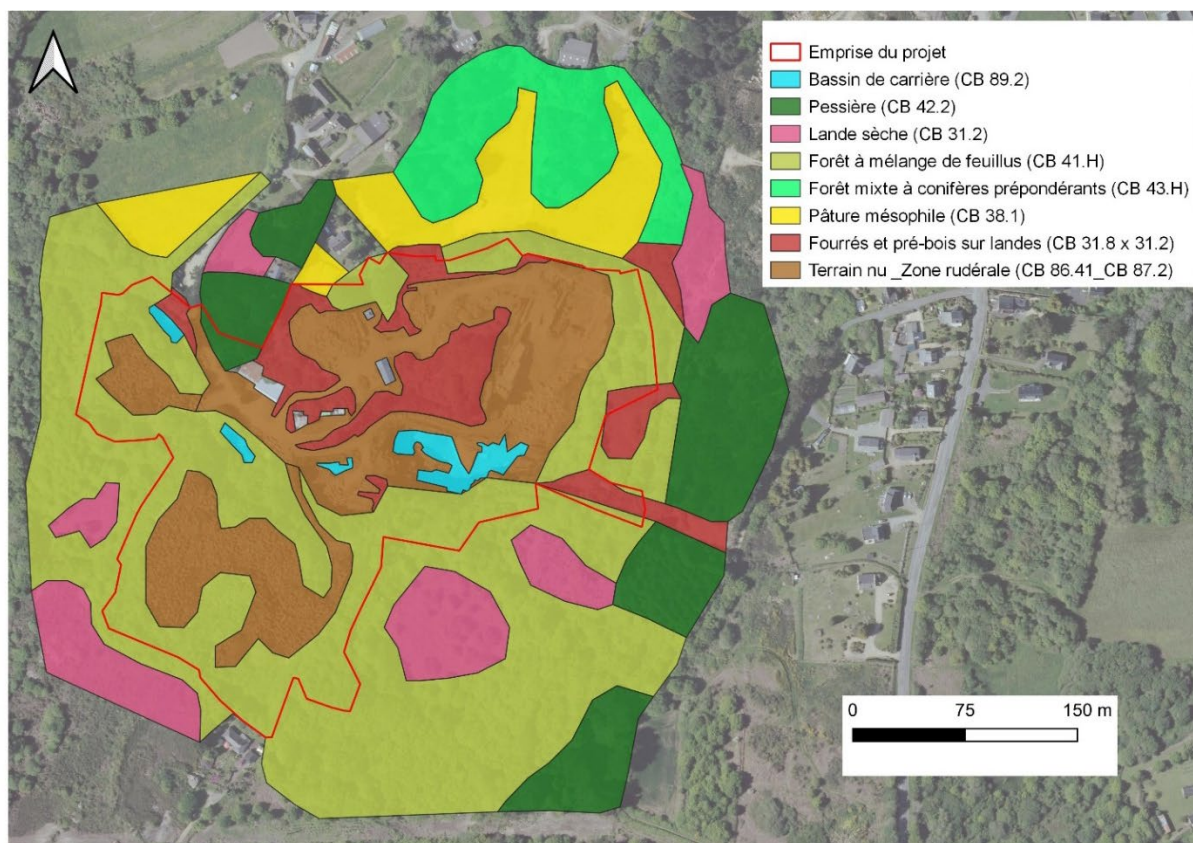 Emprise du projet
Bassin de carrière (CB 89.2)
Pessière (CB 42.2)
Lande sèche (CB 31.2)
Forêt à mélange de feuillus (CB 41.H)
Forêt mixte à conifères prépondérants (CB 43.H)
Pâture mésophile (CB 38.1)
Fourrés et pré-bois sur landes (CB 31.8 x 31.2)
Terrain nu _Zone rudérale (CB 86.41_CB 87.2)
0 75 150 m